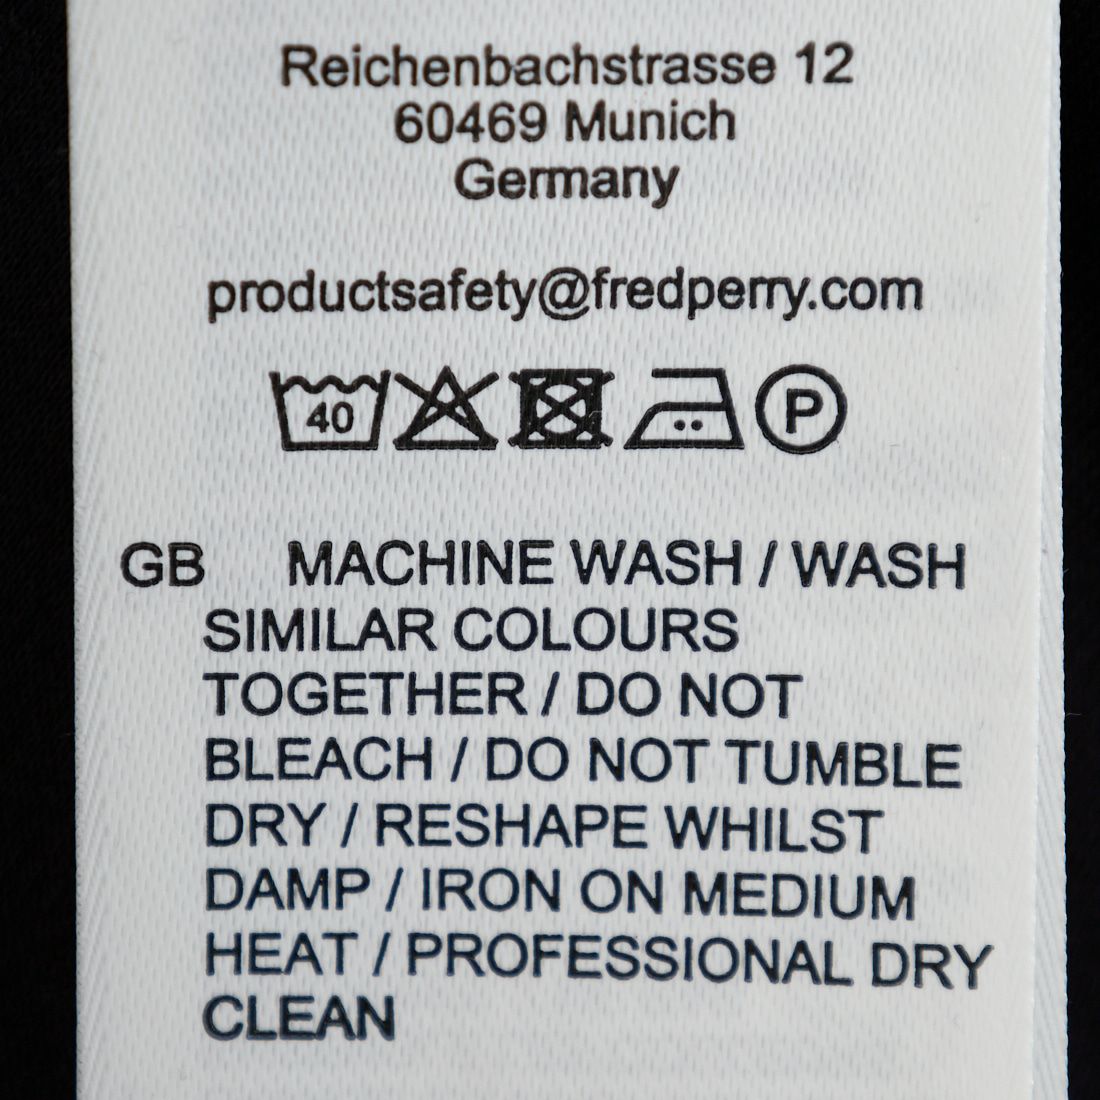 Reichenbachstrasse 12
60469 Munich
Germany
productsafety@fredperry.com
40 P
GB MACHINE WASH / WASH
SIMILAR COLOURS
TOGETHER / DO NOT
BLEACH / DO NOT TUMBLE
DRY / RESHAPE WHILST
DAMP / IRON ON MEDIUM
HEAT / PROFESSIONAL DRY
CLEAN